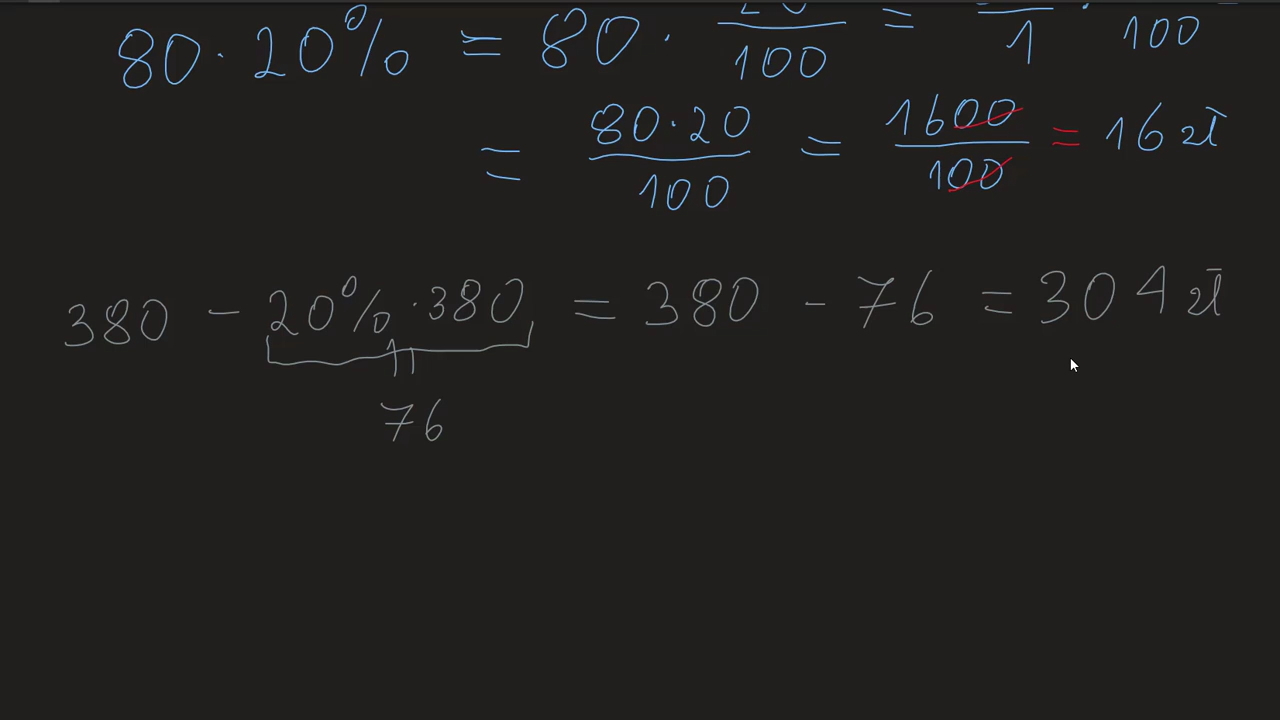 80 · 20% = 80 · 20/100 = /1 · /100
= 80·20/100 = 1600/100 = 16 zł
380 - 20% · 380 = 380 - 76 = 304 zł
76